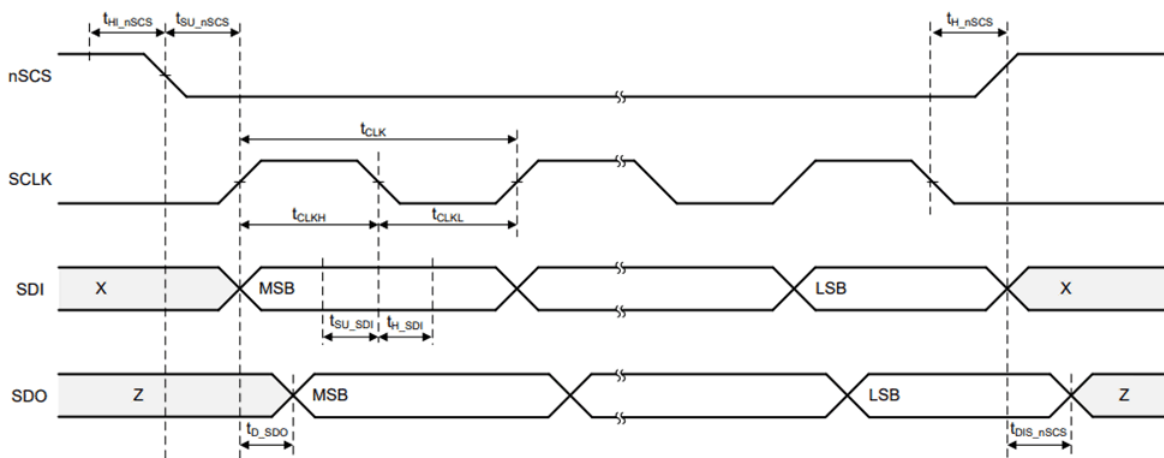 tHI_nSCS tSU_nSCS tH_nSCS
nSCS
tCLK
SCLK
tCLKH tCLKL
SDI X MSB LSB X
tSU_SDI tH_SDI
SDO Z MSB LSB Z
tD_SDO tDIS_nSCS